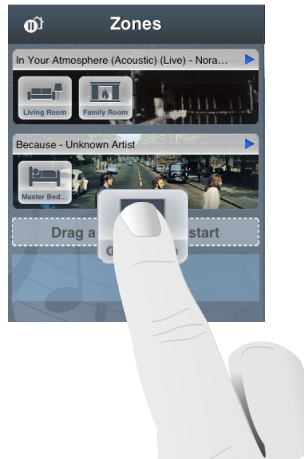 Zones
In Your Atmosphere (Acoustic) (Live) - Nora…
Living Room
Family Room
Because - Unknown Artist
Master Bed…
Drag a start
G